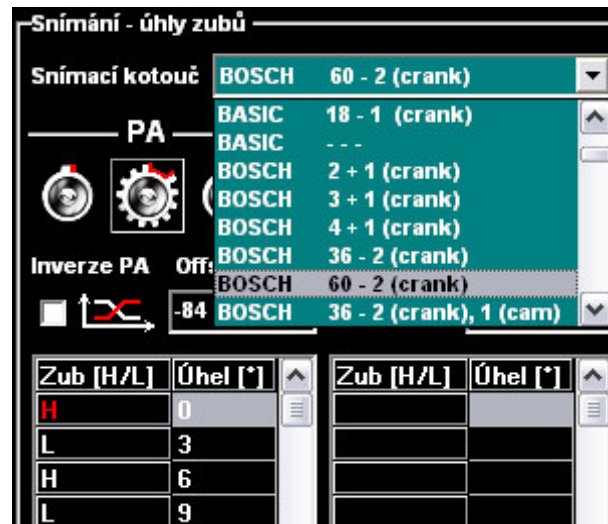 Snímání - úhly zubů
Snímací kotouč BOSCH 60 - 2 (crank)
BASIC 18 - 1 (crank)
BASIC - - -
BOSCH 2 + 1 (crank)
BOSCH 3 + 1 (crank)
BOSCH 4 + 1 (crank)
BOSCH 36 - 2 (crank)
BOSCH 60 - 2 (crank)
BOSCH 36 - 2 (crank), 1 (cam)
PA
Inverze PA
-84
Zub [H/L] Úhel [°] Zub [H/L] Úhel [°]
H 0
L 3
H 6
L 9